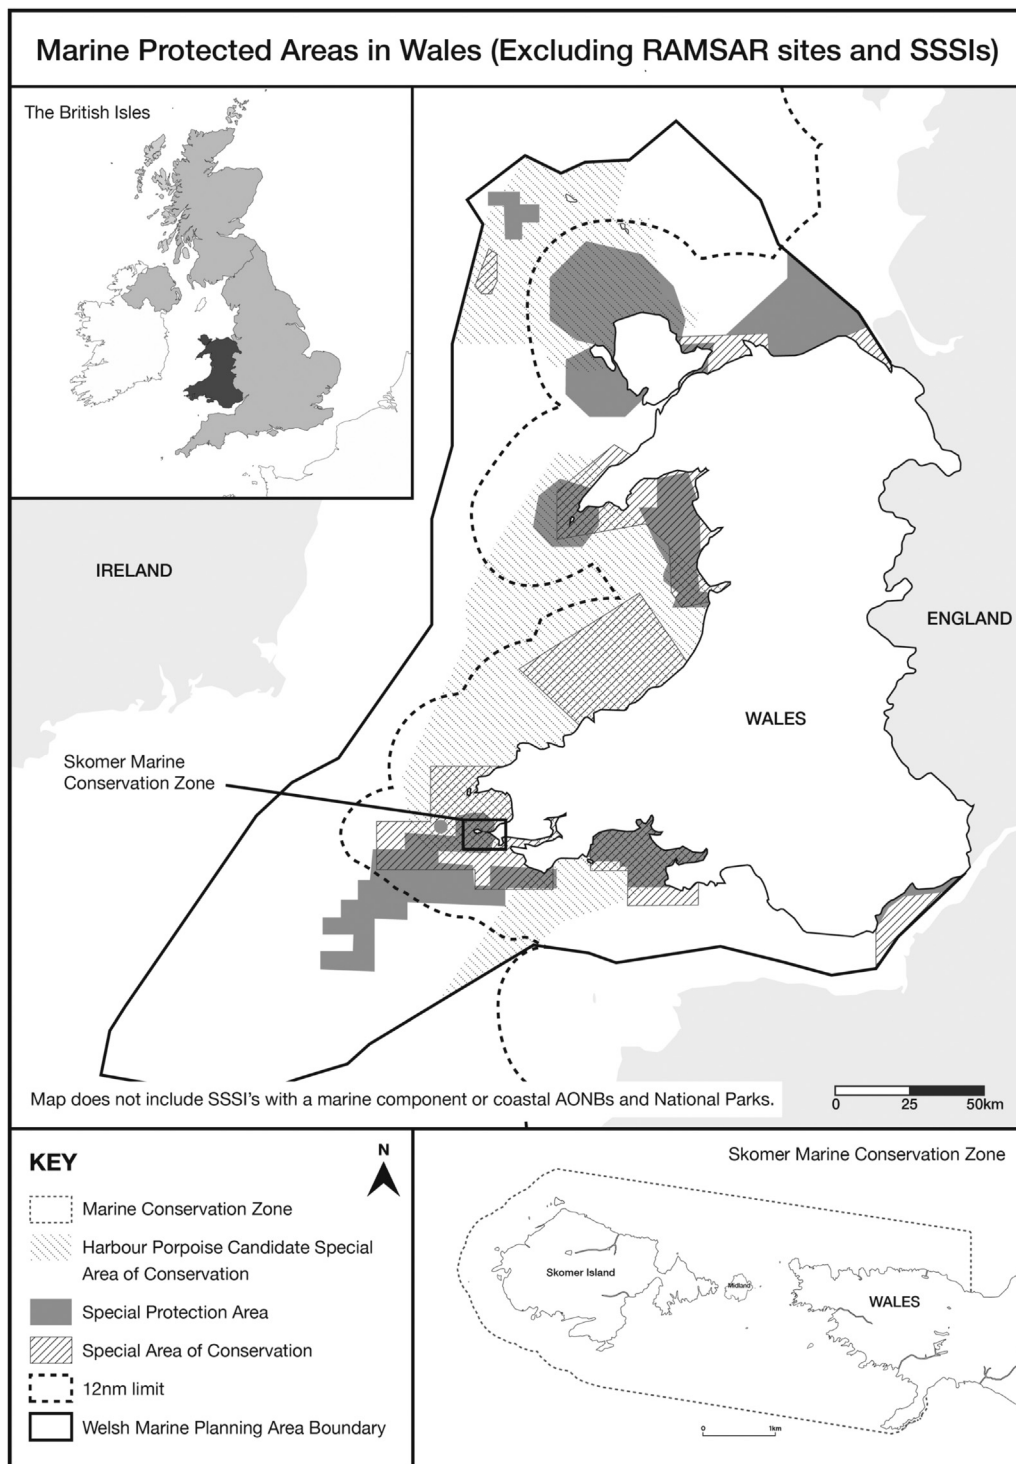 Marine Protected Areas in Wales (Excluding RAMSAR sites and SSSIs)
The British Isles
IRELAND
ENGLAND
WALES
Skomer Marine
Conservation Zone
Map does not include SSSI's with a marine component or coastal AONBs and National Parks.
0 25 50km
KEY
N
Marine Conservation Zone
Harbour Porpoise Candidate Special
Area of Conservation
Special Protection Area
Special Area of Conservation
12nm limit
Welsh Marine Planning Area Boundary
Skomer Marine Conservation Zone
Skomer Island
Midland
WALES
0 1km